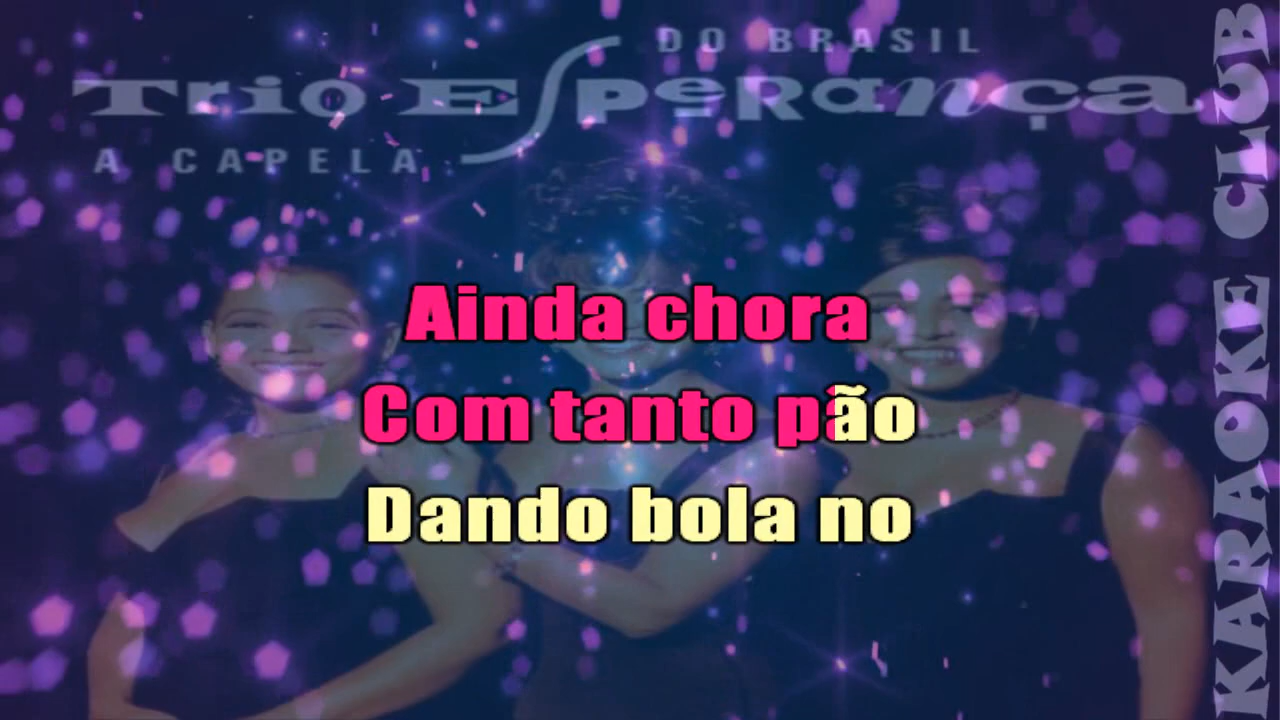 DO BRASIL
Trio Esperança
A CAPELA
Ainda chora
Com tanto pão
Dando bola no
KARAOKE CLUB